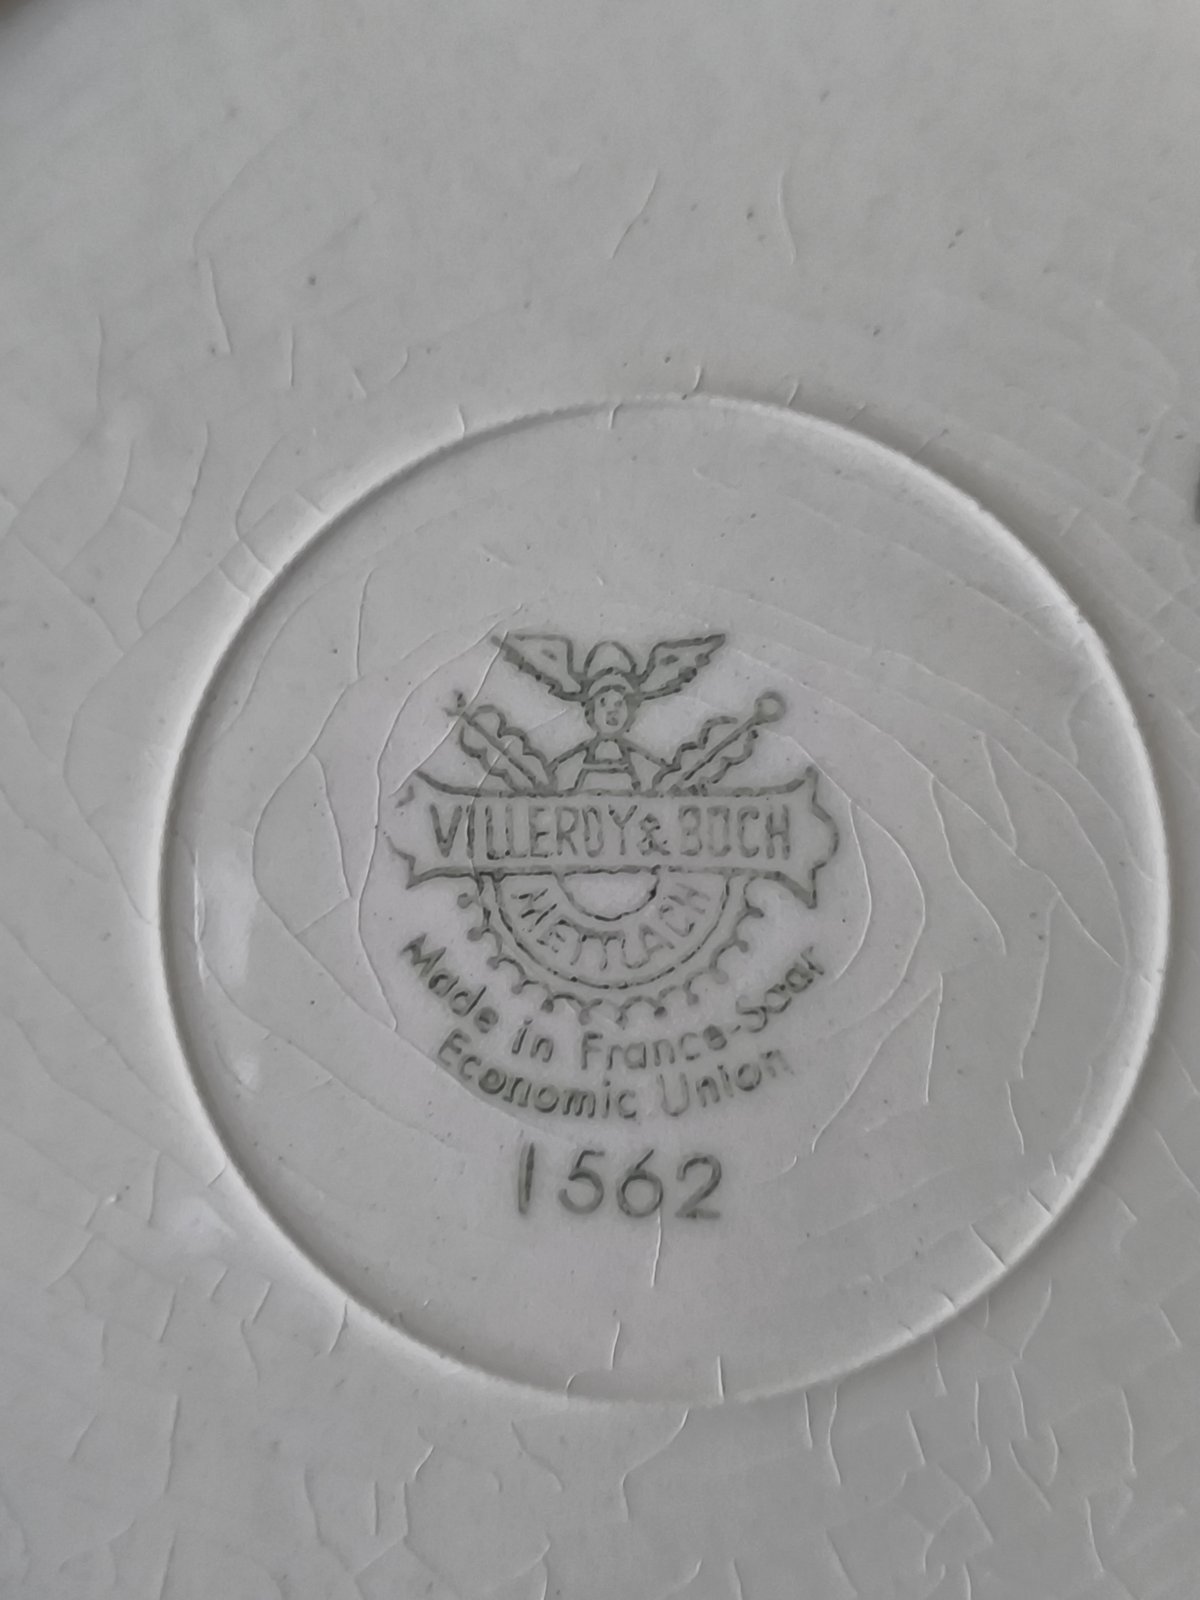 VILLEROY & BOCH
METTLACH
Made in France-Saar
Economic Union
1562